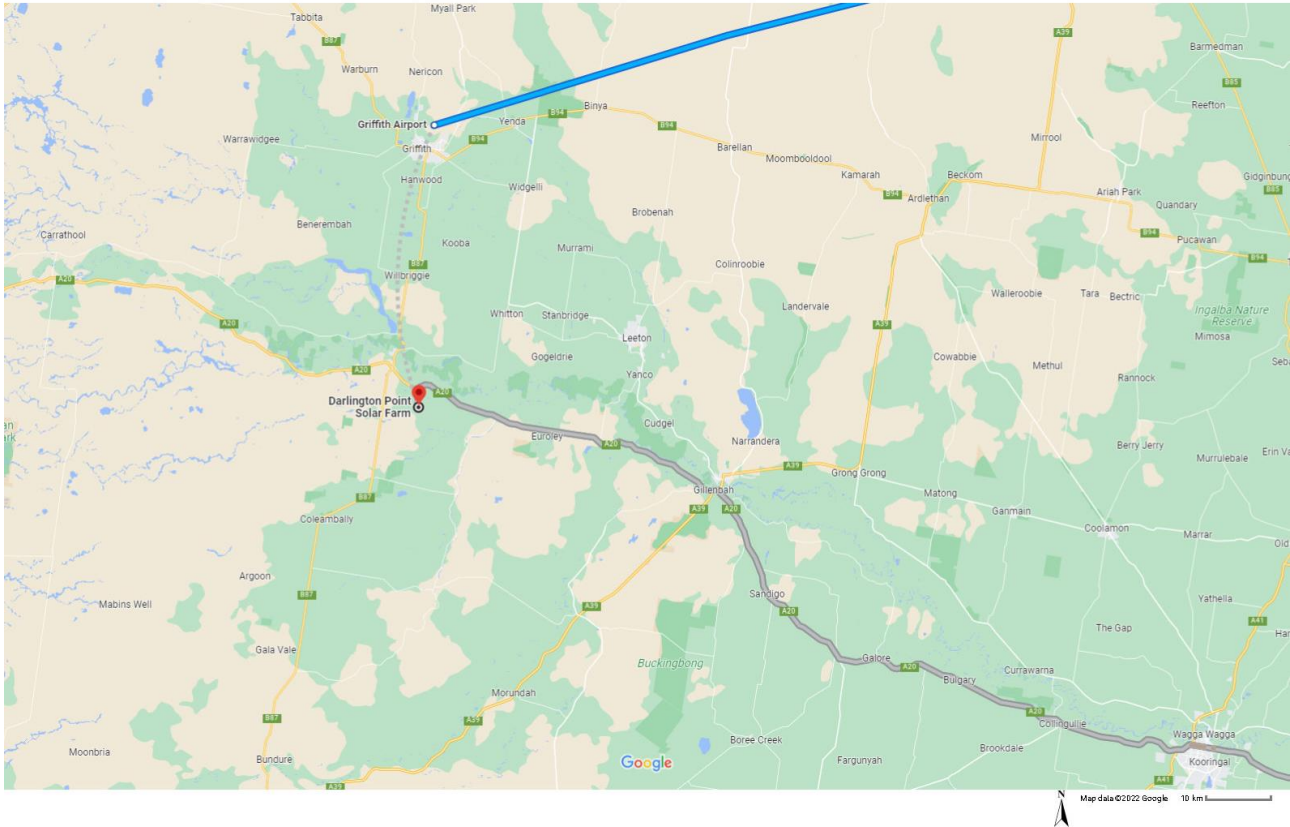 Tabbita
Myall Park
B87
A39
Barmedman
Warburn
Nericon
B85
Reefton
Binya
Griffith Airport
Yenda
B94
Mirrool
Warrawidgee
B94
Griffith
Barellan
Moombooldool
Hanwood
Kamarah
Beckom
Gidginbung
Widgelli
B94
Ardlethan
Ariah Park
B85
Quandary
Brobenah
Benerembah
Carrathool
Kooba
Murrami
Pucawan
B94
B87
Colinroobie
A20
Willbriggie
Walleroobie
Tara
Bectric
Landervale
Whitton
Stanbridge
Ingalba Nature
Reserve
A20
A39
Leeton
Mimosa
Gogeldrie
Cowabbie
A20
Yanco
Methul
Rannock
A20
Darlington Point
Solar Farm
Cudgel
Euroley
A20
Narrandera
Berry Jerry
A39
Grong Grong
Murrulebale
B87
Gillenbah
Matong
A39
A20
Ganmain
Coleambally
Coolamon
Marrar
Argoon
Sandigo
B87
Mabins Well
A39
A20
Yathella
A41
The Gap
Gala Vale
Buckingbong
Galore
A20
Currawarna
Bulgary
Morundah
B87
A39
A20
Collingullie
Wagga Wagga
Moonbria
Bundure
Boree Creek
Brookdale
Fargunyah
Kooringal
Google
A39
A41
N
Map data ©2022 Google 10 km